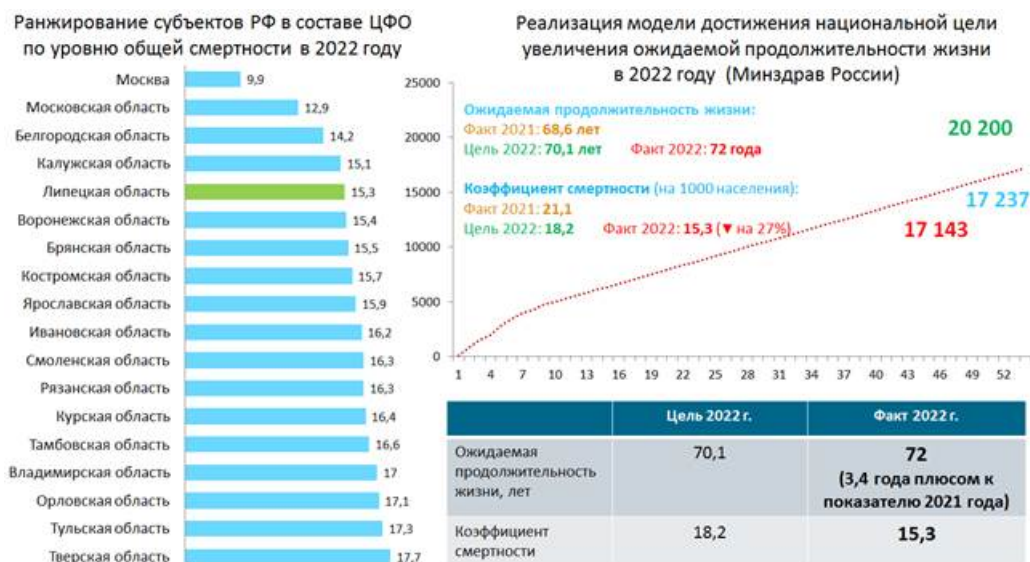 Ранжирование субъектов РФ в составе ЦФО
по уровню общей смертности в 2022 году
Москва 9,9
Московская область 12,9
Белгородская область 14,2
Калужская область 15,1
Липецкая область 15,3
Воронежская область 15,4
Брянская область 15,5
Костромская область 15,7
Ярославская область 15,9
Ивановская область 16,2
Смоленская область 16,3
Рязанская область 16,3
Курская область 16,4
Тамбовская область 16,6
Владимирская область 17
Орловская область 17,1
Тульская область 17,3
Тверская область 17,7
Реализация модели достижения национальной цели
увеличения ожидаемой продолжительности жизни
в 2022 году (Минздрав России)
25000
20000
15000
10000
5000
0
Ожидаемая продолжительность жизни:
Факт 2021: 68,6 лет
Цель 2022: 70,1 лет Факт 2022: 72 года
Коэффициент смертности (на 1000 населения):
Факт 2021: 21,1
Цель 2022: 18,2 Факт 2022: 15,3 (▼ на 27%)
20 200
17 237
17 143
1 4 7 10 13 16 19 22 25 28 31 34 37 40 43 46 49 52
Цель 2022 г. Факт 2022 г.
Ожидаемая
продолжительность
жизни, лет
70,1
72
(3,4 года плюсом к
показателю 2021 года)
Коэффициент
смертности
18,2
15,3